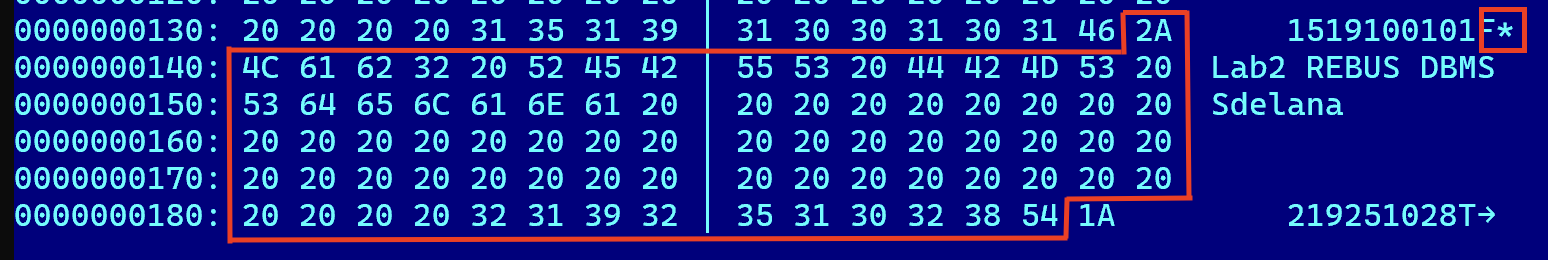 0000000130: 20 20 20 20 31 35 31 39 31 30 30 31 30 31 46 2A     1519100101F*
0000000140: 4C 61 62 32 20 52 45 42 55 53 20 44 42 4D 53 20 Lab2 REBUS DBMS
0000000150: 53 64 65 6C 61 6E 61 20 20 20 20 20 20 20 20 20 Sdelana
0000000160: 20 20 20 20 20 20 20 20 20 20 20 20 20 20 20 20
0000000170: 20 20 20 20 20 20 20 20 20 20 20 20 20 20 20 20
0000000180: 20 20 20 20 32 31 39 32 35 31 30 32 38 54 1A     219251028T→